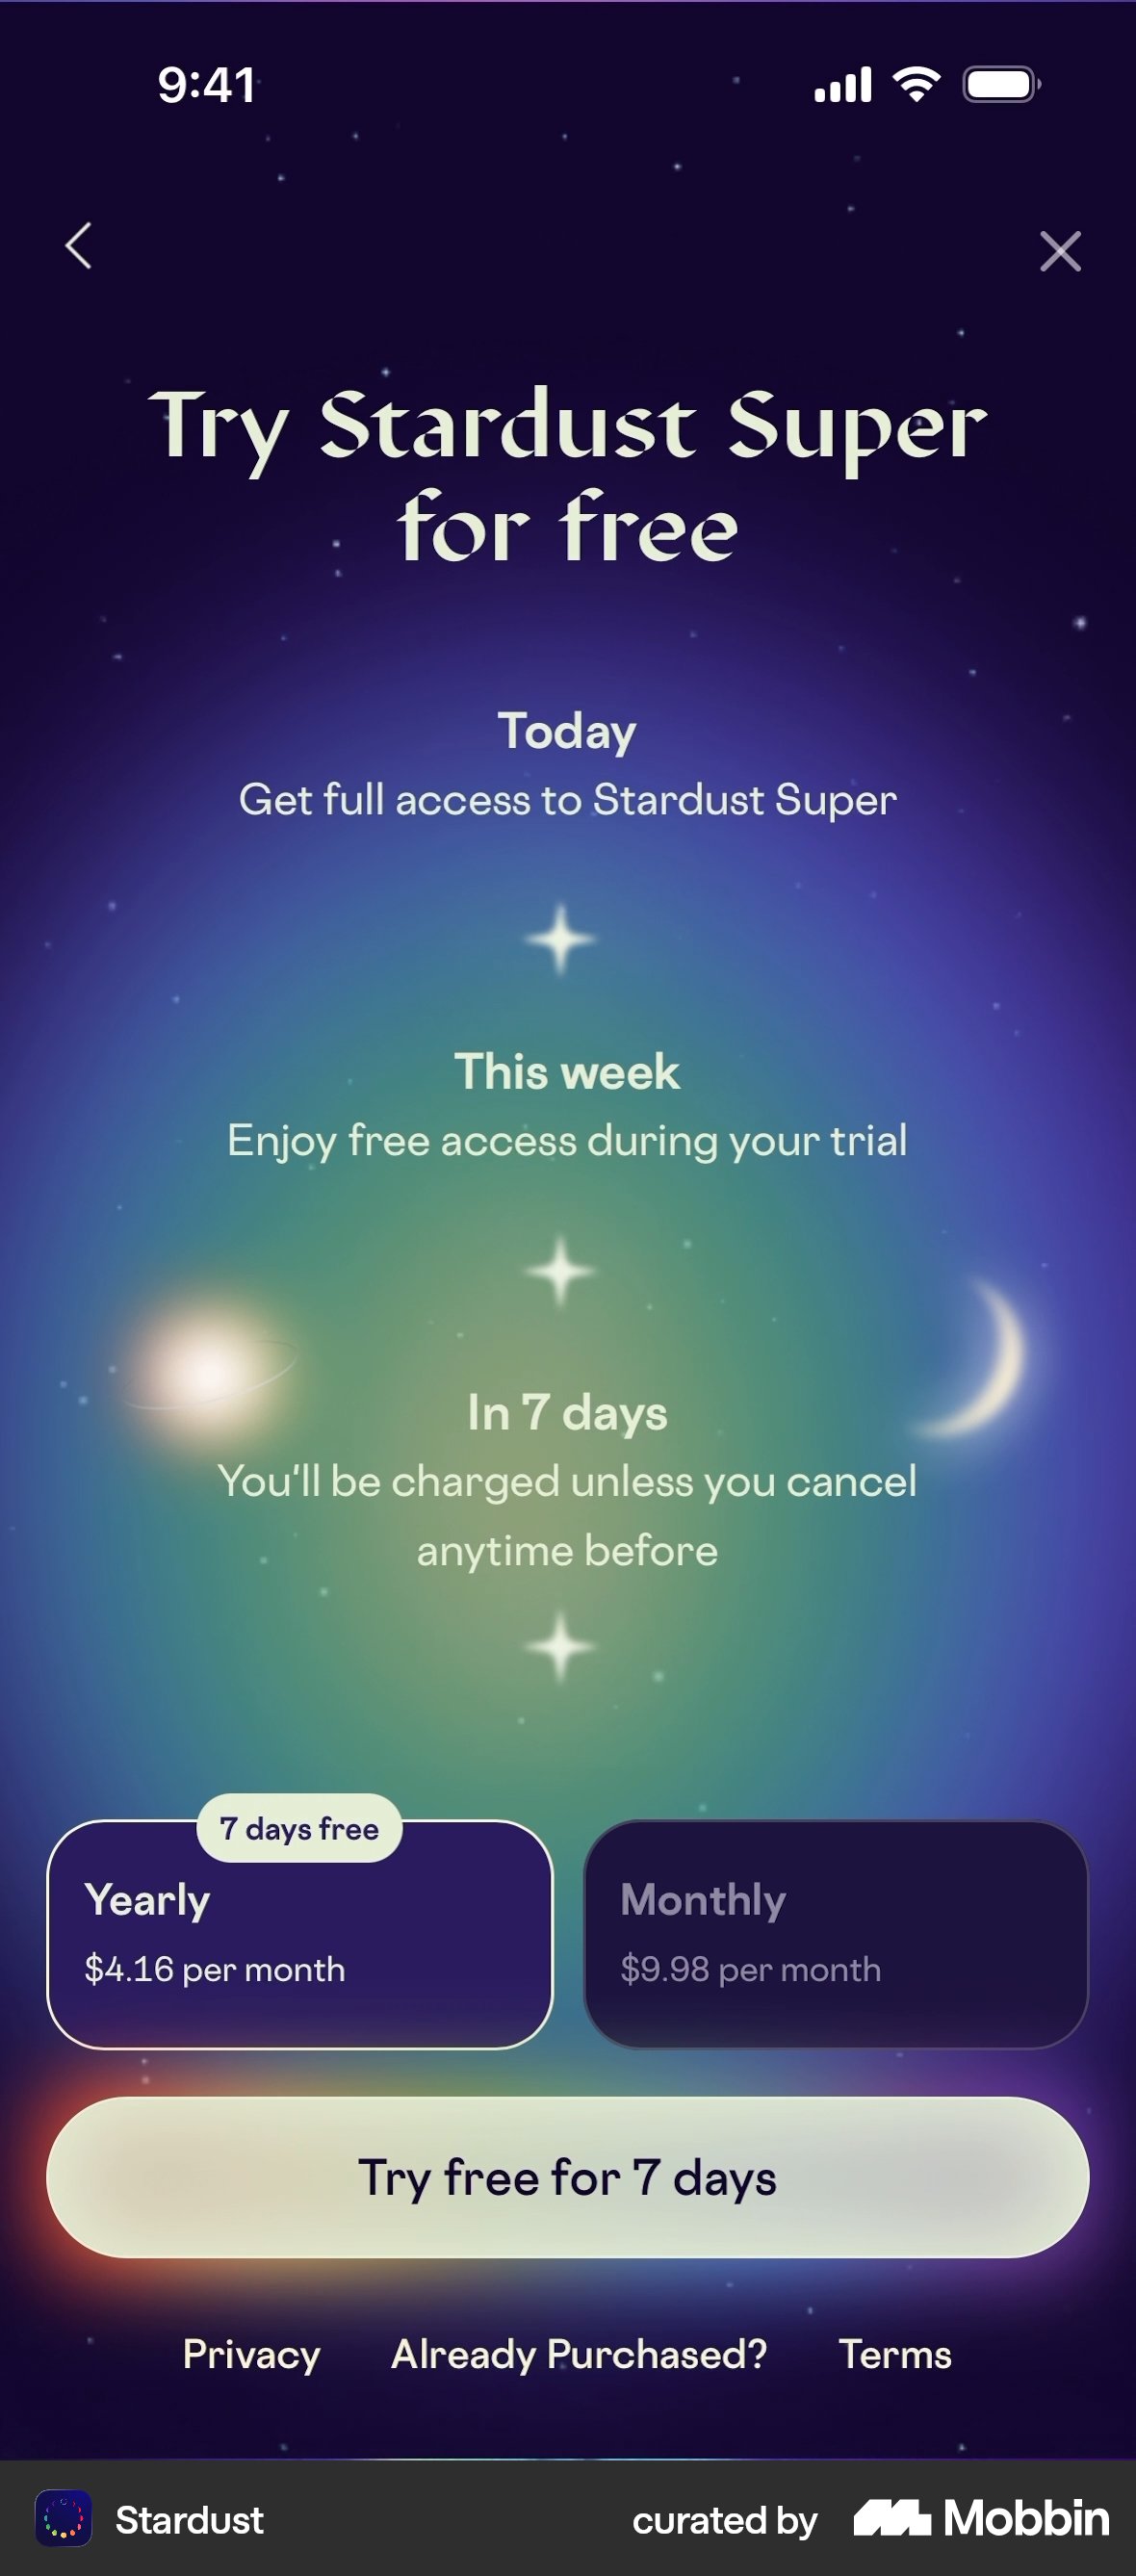 9:41
Try Stardust Super
for free
Today
Get full access to Stardust Super
This week
Enjoy free access during your trial
In 7 days
You'll be charged unless you cancel
anytime before
7 days free
Yearly
$4.16 per month
Monthly
$9.98 per month
Try free for 7 days
Privacy Already Purchased? Terms
Stardust curated by Mobbin